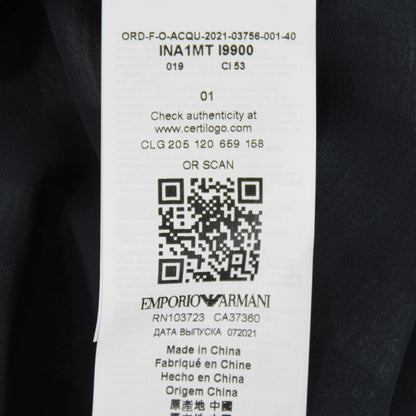 ORD-F-O-ACQU-2021-03756-001-40
INA1MT I9900
019 CI 53
01
Check authenticity at
www.certilogo.com
CLG 205 120 659 158
OR SCAN
EMPORIO ARMANI
RN103723 CA37360
ДАТА ВЫПУСКА 072021
Made in China
Fabriqué en Chine
Hecho en China
Origem China
原産地 中國